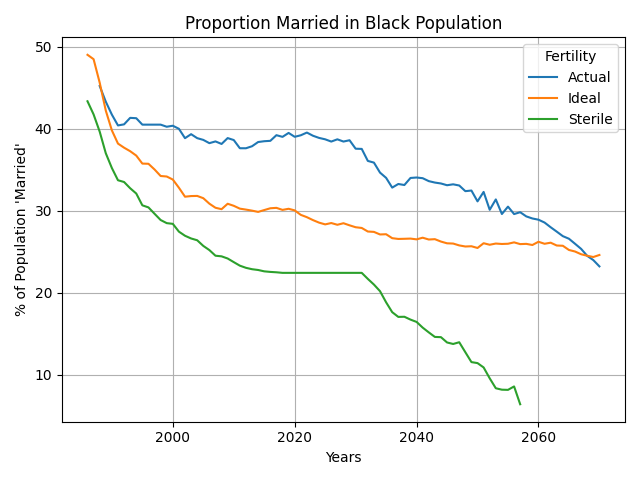 Proportion Married in Black Population
% of Population 'Married'
50
40
30
20
10
2000
2020
2040
2060
Years
Fertility
Actual
Ideal
Sterile